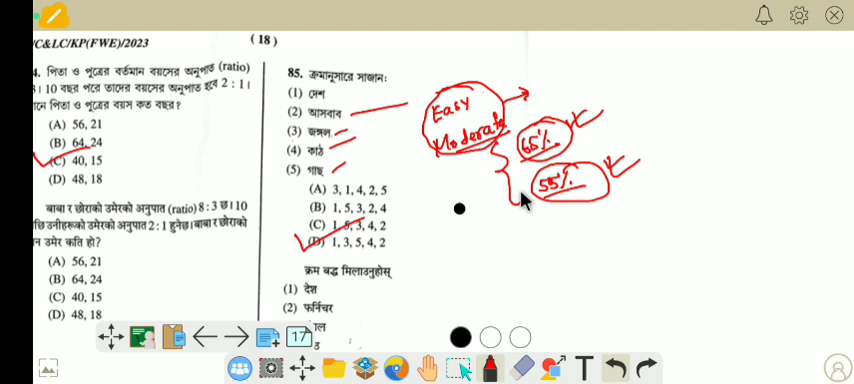 /C&LC/KP(FWE)/2023
(18)
4. পিতা ও পুত্রের বর্তমান বয়সের অনুপাত (ratio)
3। 10 বছর পরে তাদের বয়সের অনুপাত হবে 2 : 1।
পিতা ও পুত্রের বয়স কত বছর?
(A) 56, 21
(B) 64, 24
(C) 40, 15
(D) 48, 18
बाबा र छोराको उमेरको अनुपात (ratio) 8 : 3 छ।10
छि उनीहरूको उमेरको अनुपात 2 : 1 हुनेछ।बाबा र छोराको
न उमेर कति हो?
(A) 56, 21
(B) 64, 24
(C) 40, 15
(D) 48, 18
85. ক্রমানুসারে সাজান:
(1) দেশ
(2) আসবাব
(3) জঙ্গল
(4) কাঠ
(5) গাছ
(A) 3, 1, 4, 2, 5
(B) 1, 5, 3, 2, 4
(C) 1, 5, 3, 4, 2
(D) 1, 3, 5, 4, 2
क्रम बद्ध मिलाउनुहोस्
(1) देश
(2) फर्निचर
Easy
Moderate
65%
55%
17
T